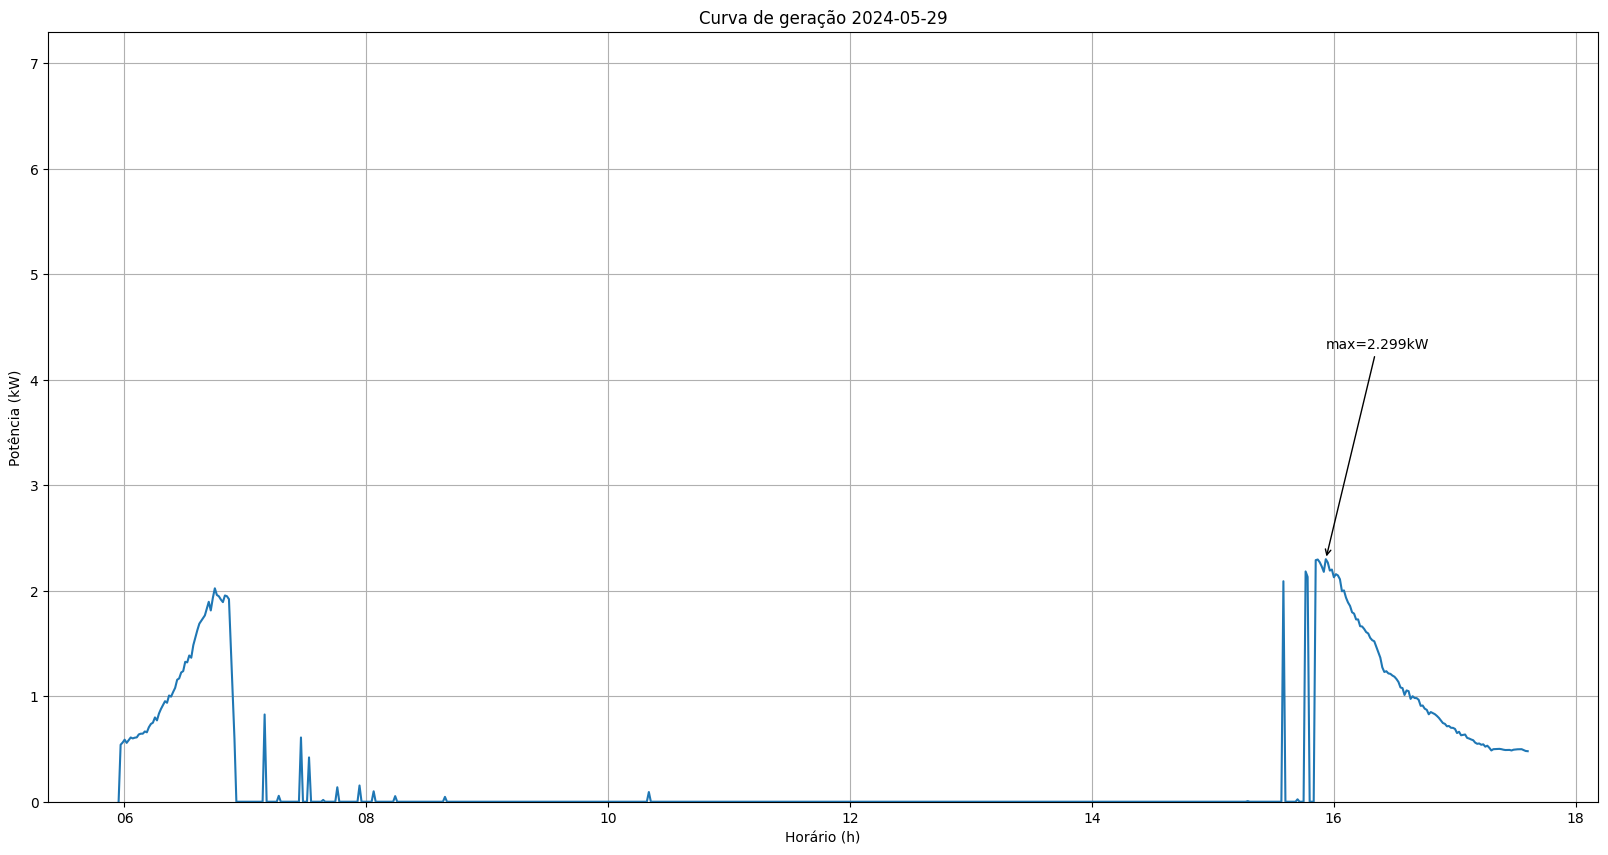 Curva de geração 2024-05-29
Potência (kW)
7
6
5
4
3
2
1
0
max=2.299kW
06 08 10 12 14 16 18
Horário (h)